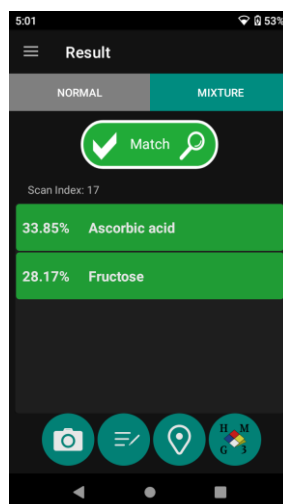 5:01 53%
Result
NORMAL MIXTURE
Match
Scan Index: 17
33.85% Ascorbic acid
28.17% Fructose
H M
G 3